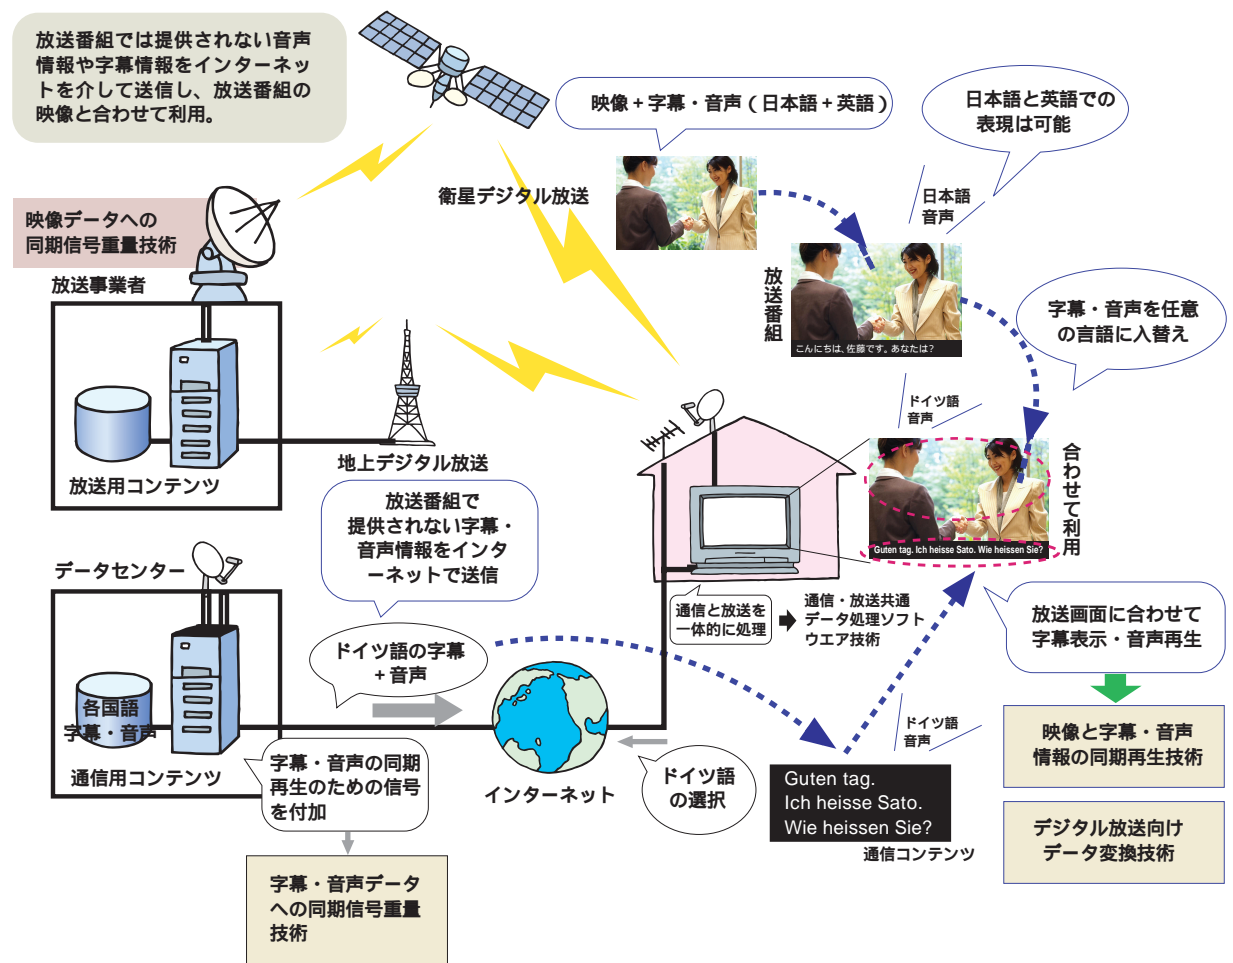 放送番組では提供されない音声
情報や字幕情報をインターネッ
トを介して送信し、放送番組の
映像と合わせて利用。
映像+字幕・音声(日本語+英語)
日本語と英語での
表現は可能
衛星デジタル放送
日本語
音声
映像データへの
同期信号重量技術
放送事業者
放送番組
こんにちは、佐藤です。あなたは?
字幕・音声を任意
の言語に入替え
ドイツ語
音声
放送用コンテンツ
地上デジタル放送
合わせて利用
Guten tag. Ich heisse Sato. Wie heissen Sie?
放送番組で
提供されない字幕・
音声情報をインタ
ーネットで送信
データセンター
通信と放送を
一体的に処理
通信・放送共通
データ処理ソフト
ウエア技術
放送画面に合わせて
字幕表示・音声再生
ドイツ語の字幕
+音声
各国語
字幕・音声
通信用コンテンツ
字幕・音声の同期
再生のための信号
を付加
インターネット
ドイツ語
の選択
ドイツ語
音声
Guten tag.
Ich heisse Sato.
Wie heissen Sie?
通信コンテンツ
映像と字幕・音声
情報の同期再生技術
デジタル放送向け
データ変換技術
字幕・音声データ
への同期信号重量
技術